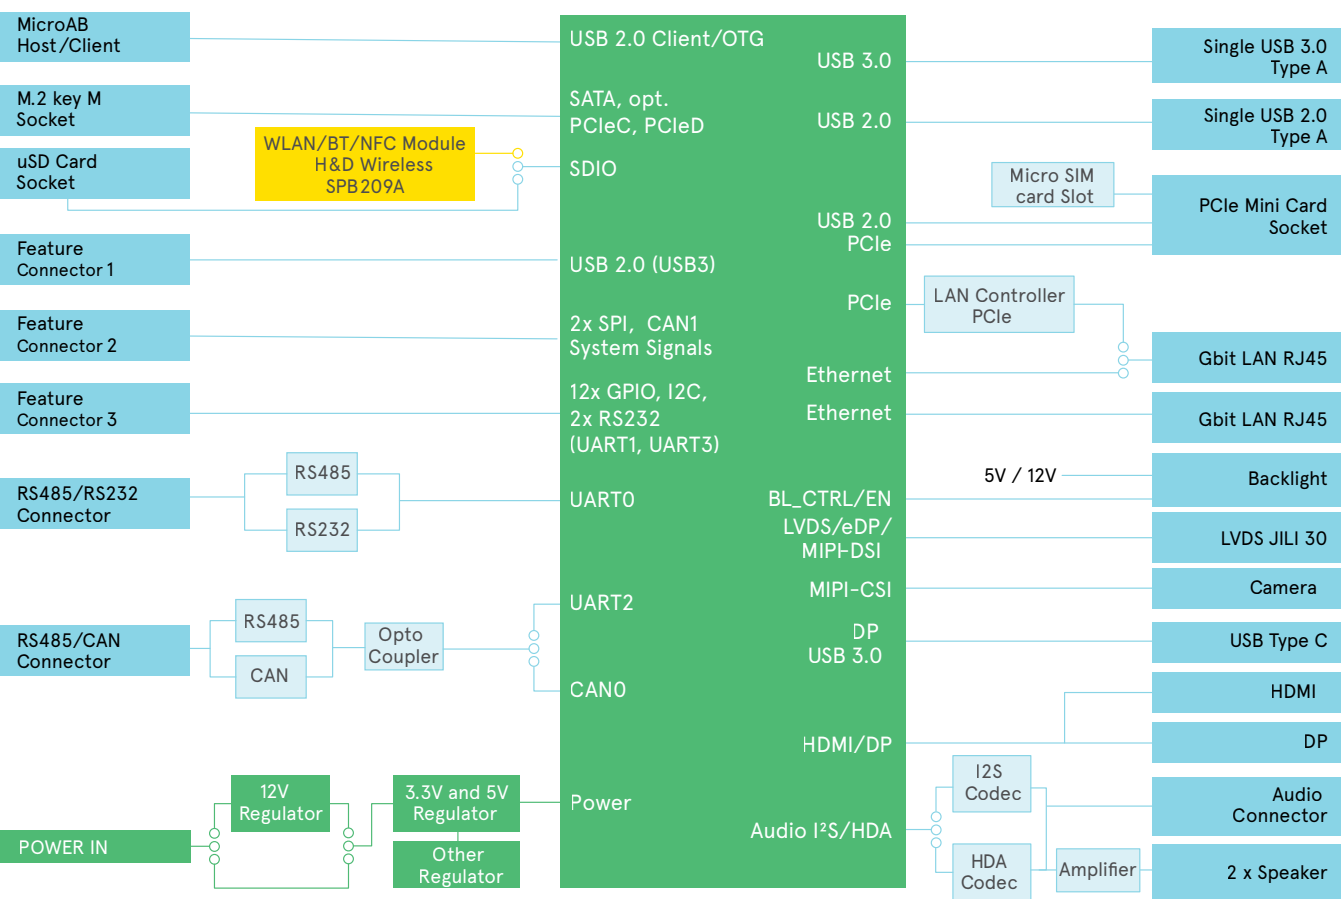 MicroAB
Host/Client
M.2 key M
Socket
uSD Card
Socket
WLAN/BT/NFC Module
H&D Wireless
SPB209A
Feature
Connector 1
Feature
Connector 2
Feature
Connector 3
RS485/RS232
Connector
RS485
RS232
RS485/CAN
Connector
RS485
CAN
Opto
Coupler
POWER IN
12V
Regulator
3.3V and 5V
Regulator
Other
Regulator
USB 2.0 Client/OTG
SATA, opt.
PCIeC, PCIeD
SDIO
USB 2.0 (USB3)
2x SPI, CAN1
System Signals
12x GPIO, I2C,
2x RS232
(UART1, UART3)
UART0
UART2
CAN0
Power
USB 3.0
USB 2.0
USB 2.0
PCIe
PCIe
Ethernet
Ethernet
BL_CTRL/EN
LVDS/eDP/
MIPI-DSI
MIPI-CSI
DP
USB 3.0
HDMI/DP
Audio I²S/HDA
Micro SIM
card Slot
LAN Controller
PCIe
5V / 12V
I2S
Codec
HDA
Codec
Amplifier
Single USB 3.0
Type A
Single USB 2.0
Type A
PCIe Mini Card
Socket
Gbit LAN RJ45
Gbit LAN RJ45
Backlight
LVDS JILI 30
Camera
USB Type C
HDMI
DP
Audio
Connector
2 x Speaker